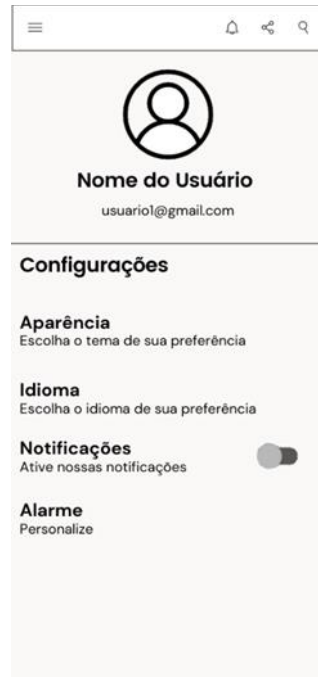 Nome do Usuário
usuario1@gmail.com
Configurações
Aparência
Escolha o tema de sua preferência
Idioma
Escolha o idioma de sua preferência
Notificações
Ative nossas notificações
Alarme
Personalize